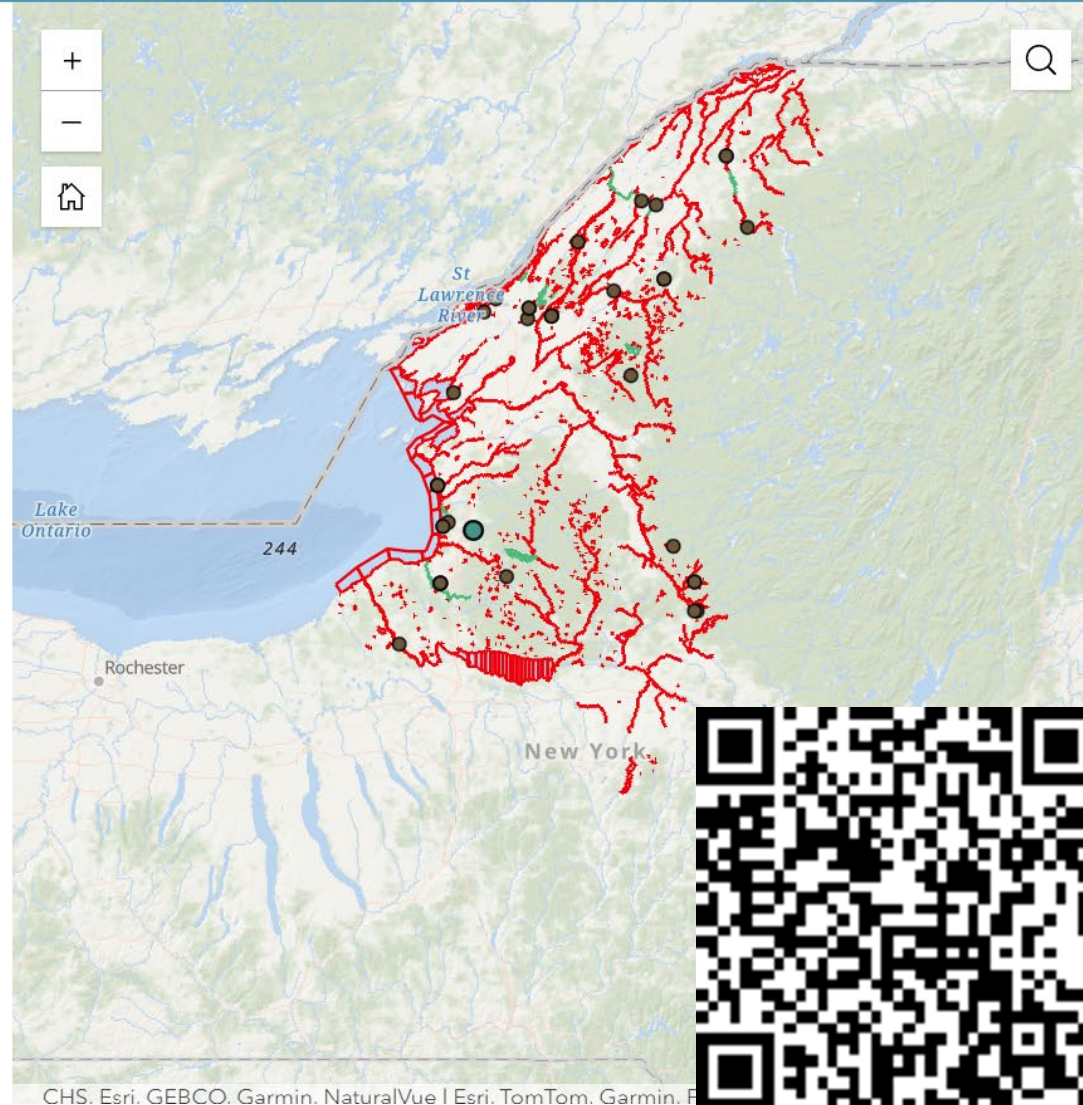 +
−
St
Lawrence
River
Lake
Ontario
244
Rochester
New York
CHS, Esri, GEBCO, Garmin, NaturalVue | Esri, TomTom, Garmin,